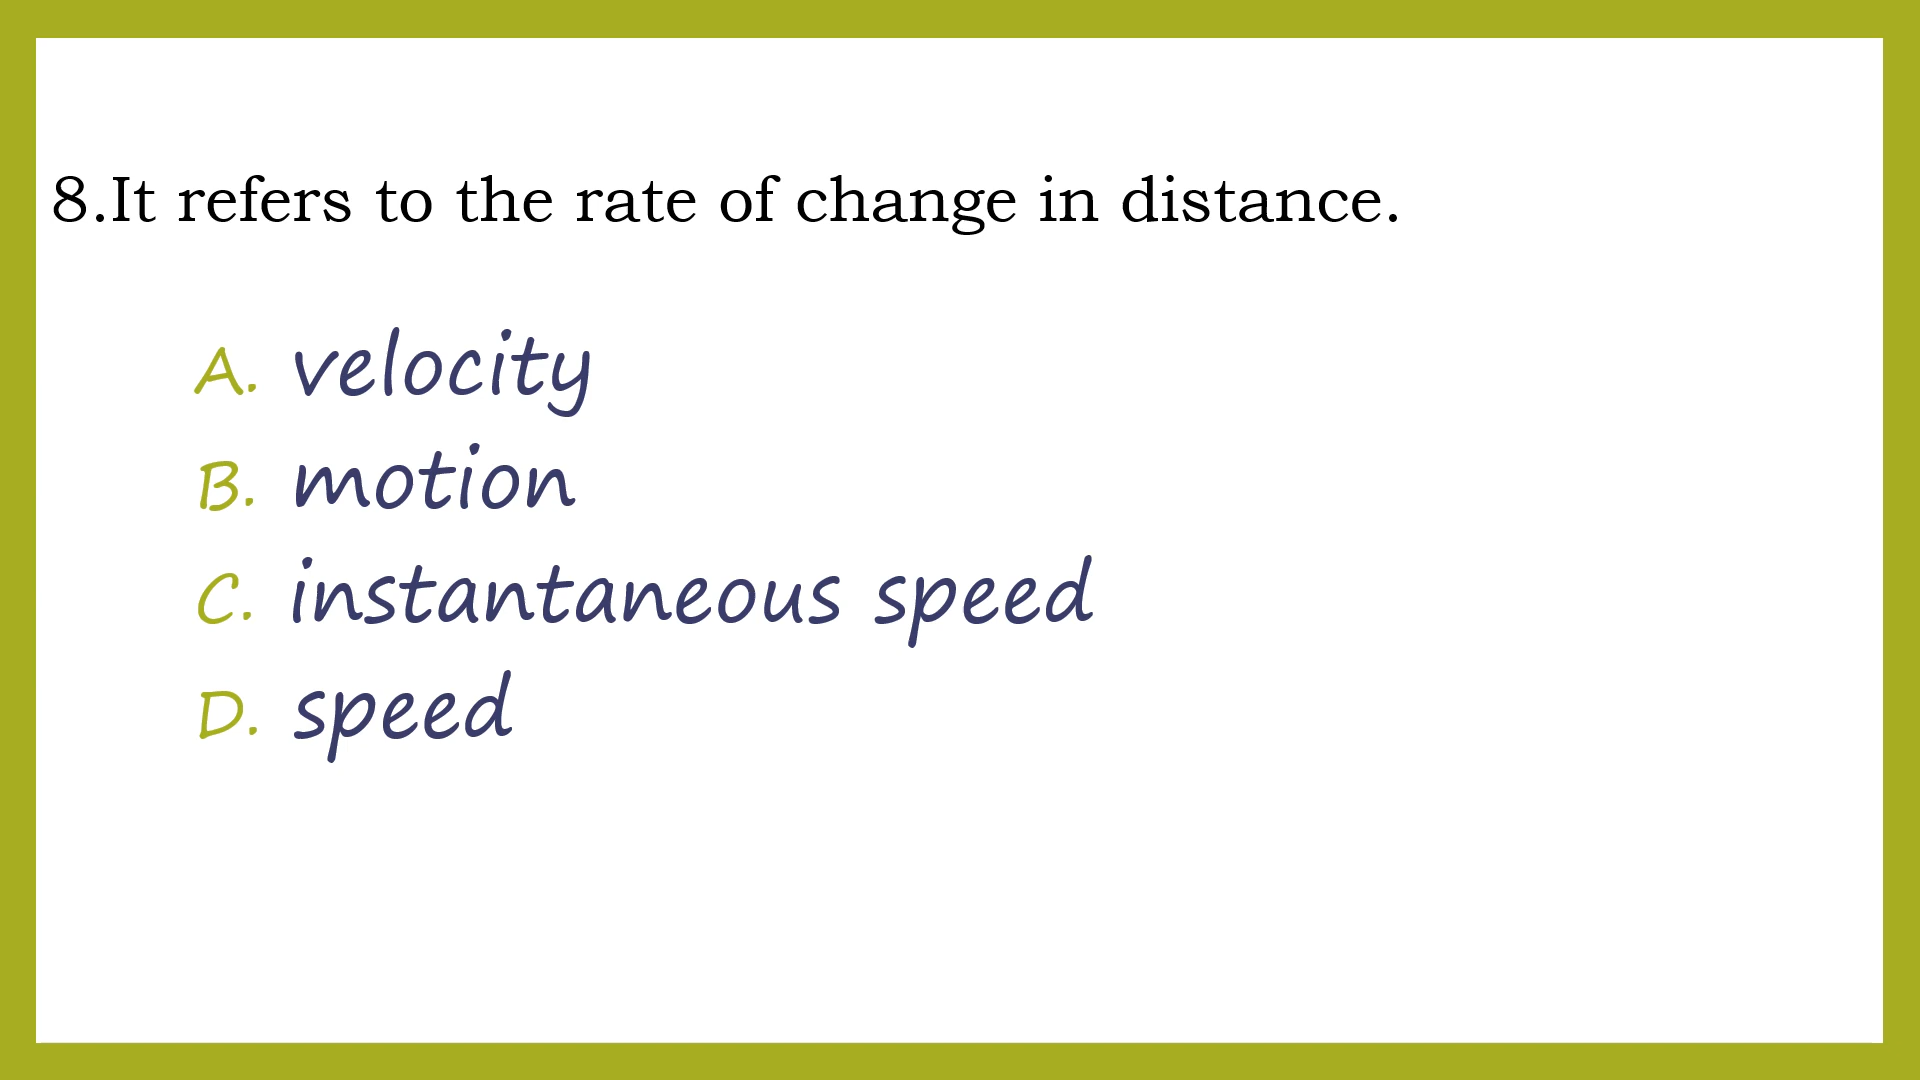 8.It refers to the rate of change in distance.
A. velocity
B. motion
C. instantaneous speed
D. speed